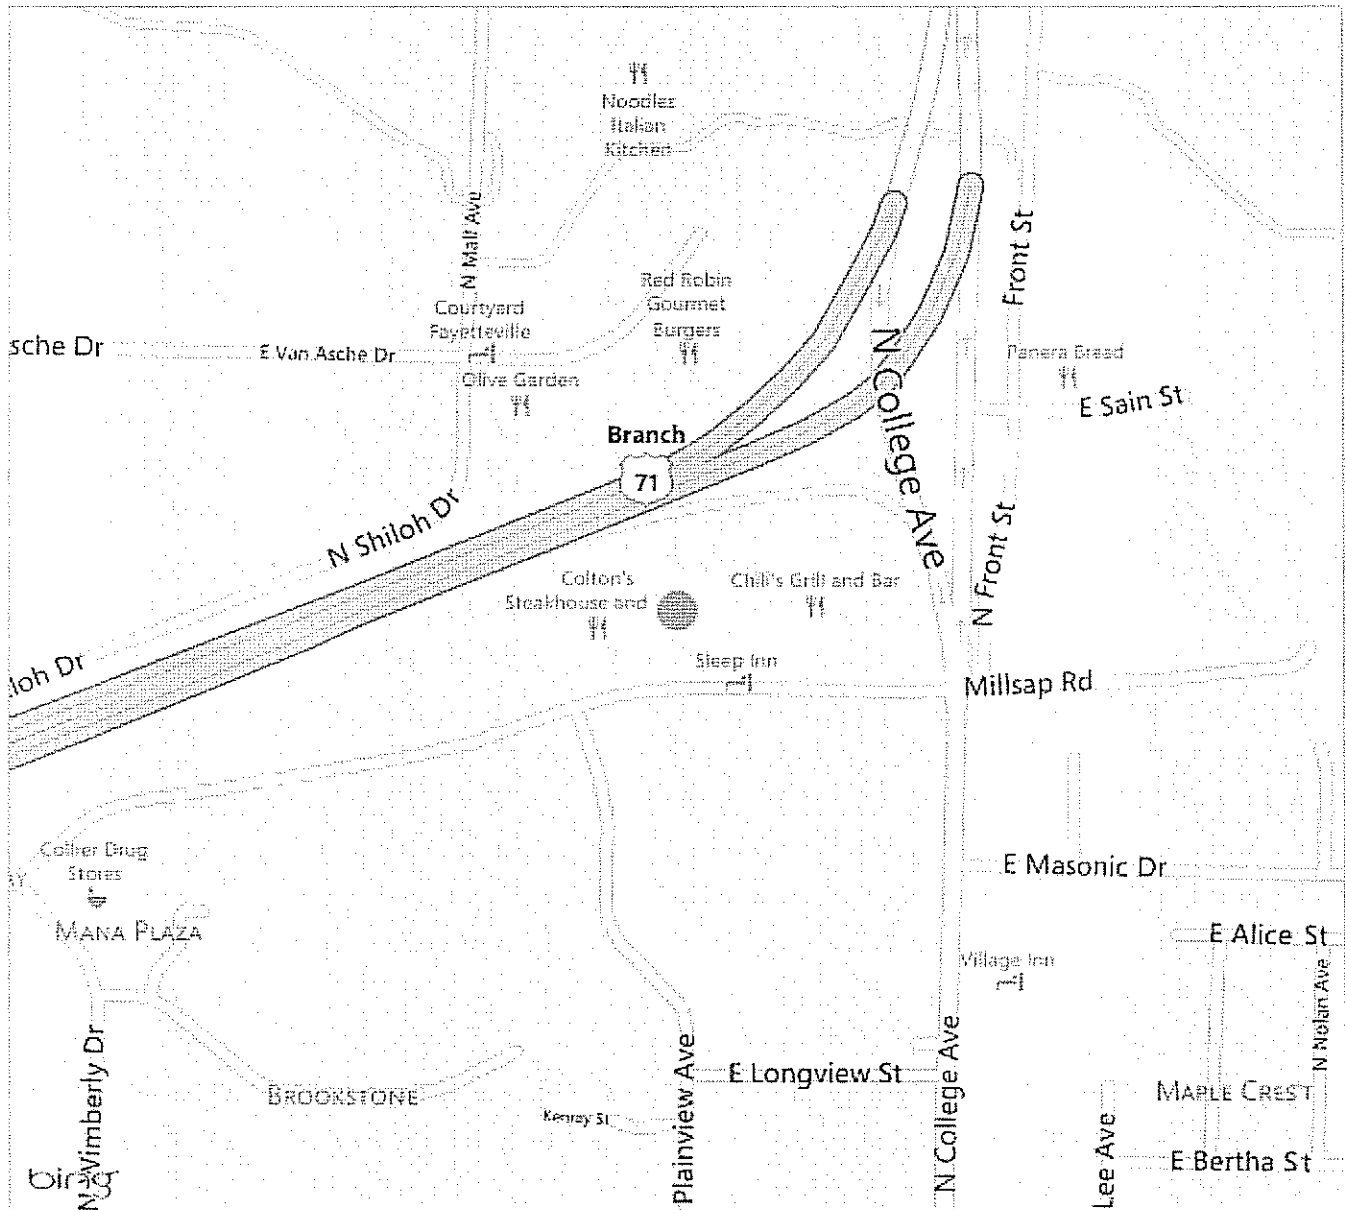 Noodles
Italian
Kitchen
N Mall Ave
Front St
Red Robin
Gourmet
Burgers
Courtyard
Fayetteville
sche Dr
E Van Asche Dr
Panera Bread
Olive Garden
N College Ave
E Sain St
Branch
71
N Shiloh Dr
N Front St
Colton's
Steakhouse and
Chili's Grill and Bar
loh Dr
Sleep Inn
Millsap Rd
Collier Drug
Stores
AY
E Masonic Dr
MANA PLAZA
E Alice St
Village Inn
N Nolan Ave
N Wimberly Dr
Plainview Ave
E Longview St
N College Ave
BROOKSTONE
MAPLE CREST
Kenray St
Lee Ave
E Bertha St
bing